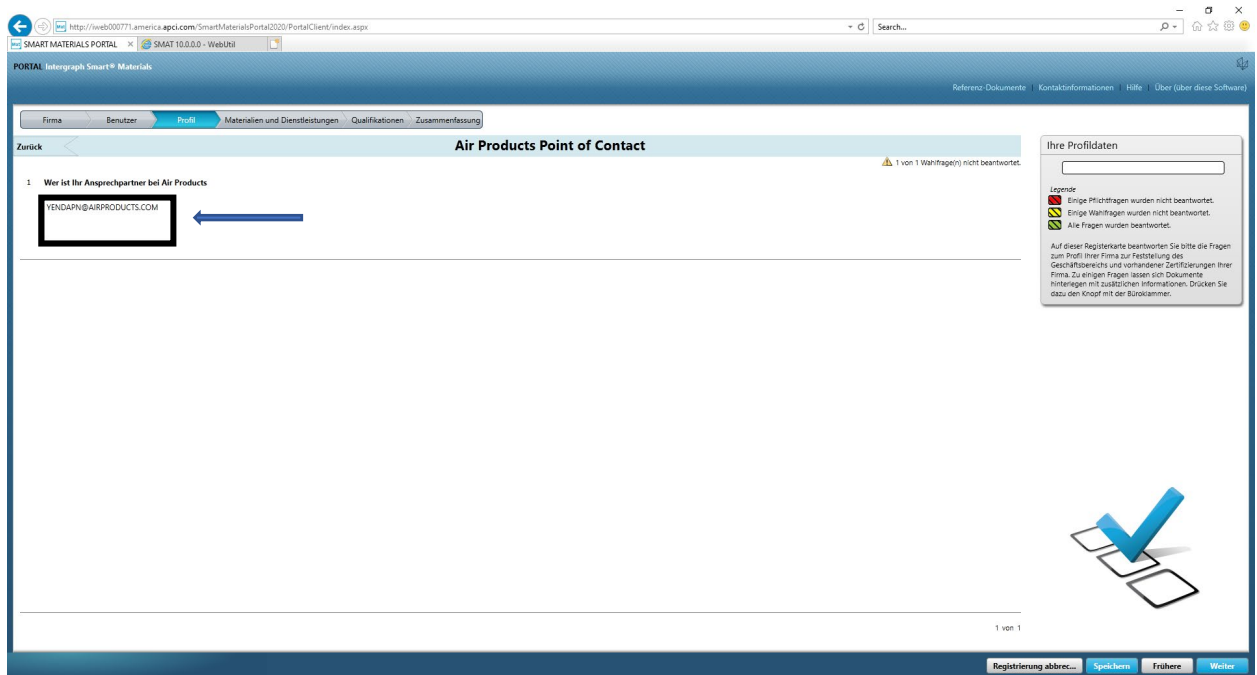 http://iweb000771.america.apci.com/SmartMaterialsPortal2020/PortalClient/index.aspx
Search...
SMART MATERIALS PORTAL
SMAT 10.0.0.0 - WebUtil
PORTAL Intergraph Smart® Materials
Referenz-Dokumente | Kontaktinformationen | Hilfe | Über (über diese Software)
Firma Benutzer Profil Materialien und Dienstleistungen Qualifikationen Zusammenfassung
Zurück
Air Products Point of Contact
1 von 1 Wahlfrage(n) nicht beantwortet.
1 Wer ist Ihr Ansprechpartner bei Air Products
YENDAPN@AIRPRODUCTS.COM
Ihre Profildaten
Legende
Einige Pflichtfragen wurden nicht beantwortet.
Einige Wahlfragen wurden nicht beantwortet.
Alle Fragen wurden beantwortet.
Auf dieser Registerkarte beantworten Sie bitte die Fragen
zum Profil Ihrer Firma zur Feststellung des
Geschäftsbereichs und vorhandener Zertifizierungen Ihrer
Firma. Zu einigen Fragen lassen sich Dokumente
hinterlegen mit zusätzlichen Informationen. Drücken Sie
dazu den Knopf mit der Büroklammer.
1 von 1
Registrierung abbrec... Speichern Frühere Weiter